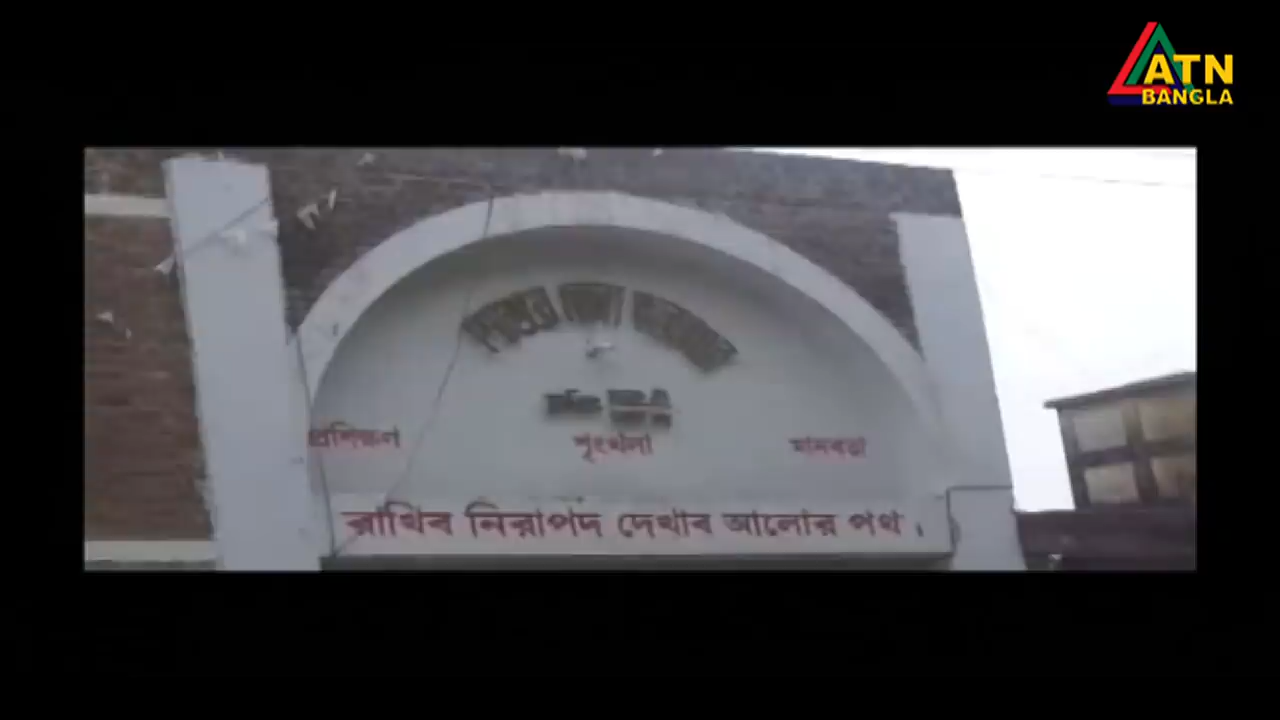 ATN
BANGLA
জেলা কারাগার
প্রশিক্ষণ শৃংখলা মানবতা
রাখিব নিরাপদ দেখাব আলোর পথ।